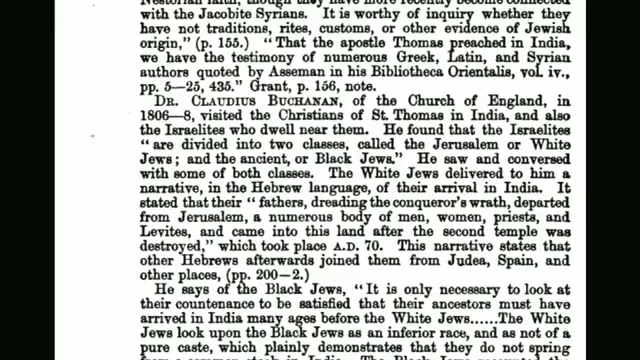 Nestorian faith, though they have more recently become connected
with the Jacobite Syrians. It is worthy of inquiry whether they
have not traditions, rites, customs, or other evidence of Jewish
origin," (p. 155.) "That the apostle Thomas preached in India,
we have the testimony of numerous Greek, Latin, and Syrian
authors quoted by Asseman in his Bibliotheca Orientalis, vol. iv.,
pp. 5—25, 435." Grant, p. 156, note.
DR. CLAUDIUS BUCHANAN, of the Church of England, in
1806—8, visited the Christians of St. Thomas in India, and also
the Israelites who dwell near them. He found that the Israelites
"are divided into two classes, called the Jerusalem or White
Jews; and the ancient, or Black Jews." He saw and conversed
with some of both classes. The White Jews delivered to him a
narrative, in the Hebrew language, of their arrival in India. It
stated that their "fathers, dreading the conqueror's wrath, departed
from Jerusalem, a numerous body of men, women, priests, and
Levites, and came into this land after the second temple was
destroyed," which took place A.D. 70. This narrative states that
other Hebrews afterwards joined them from Judea, Spain, and
other places, (pp. 200—2.)
He says of the Black Jews, "It is only necessary to look at
their countenance to be satisfied that their ancestors must have
arrived in India many ages before the White Jews......The White
Jews look upon the Black Jews as an inferior race, and as not of a
pure caste, which plainly demonstrates that they do not spring